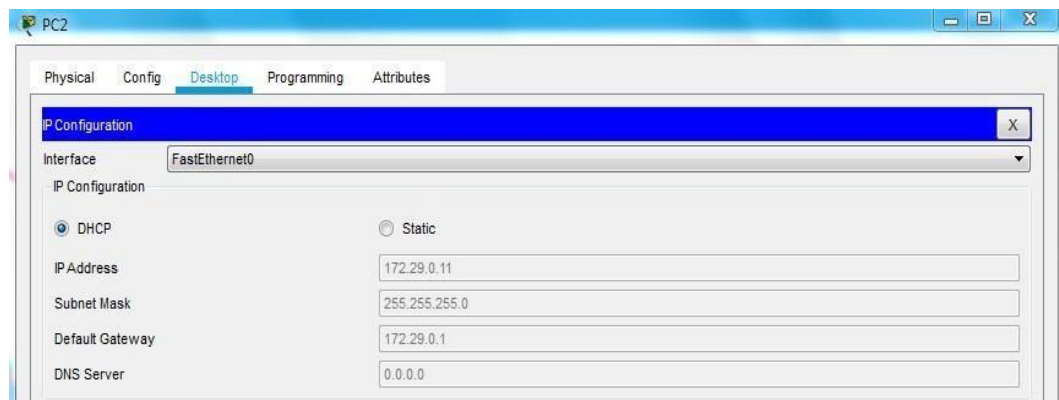 PC2
Physical Config Desktop Programming Attributes
IP Configuration X
Interface FastEthernet0
IP Configuration
DHCP Static
IP Address 172.29.0.11
Subnet Mask 255.255.255.0
Default Gateway 172.29.0.1
DNS Server 0.0.0.0